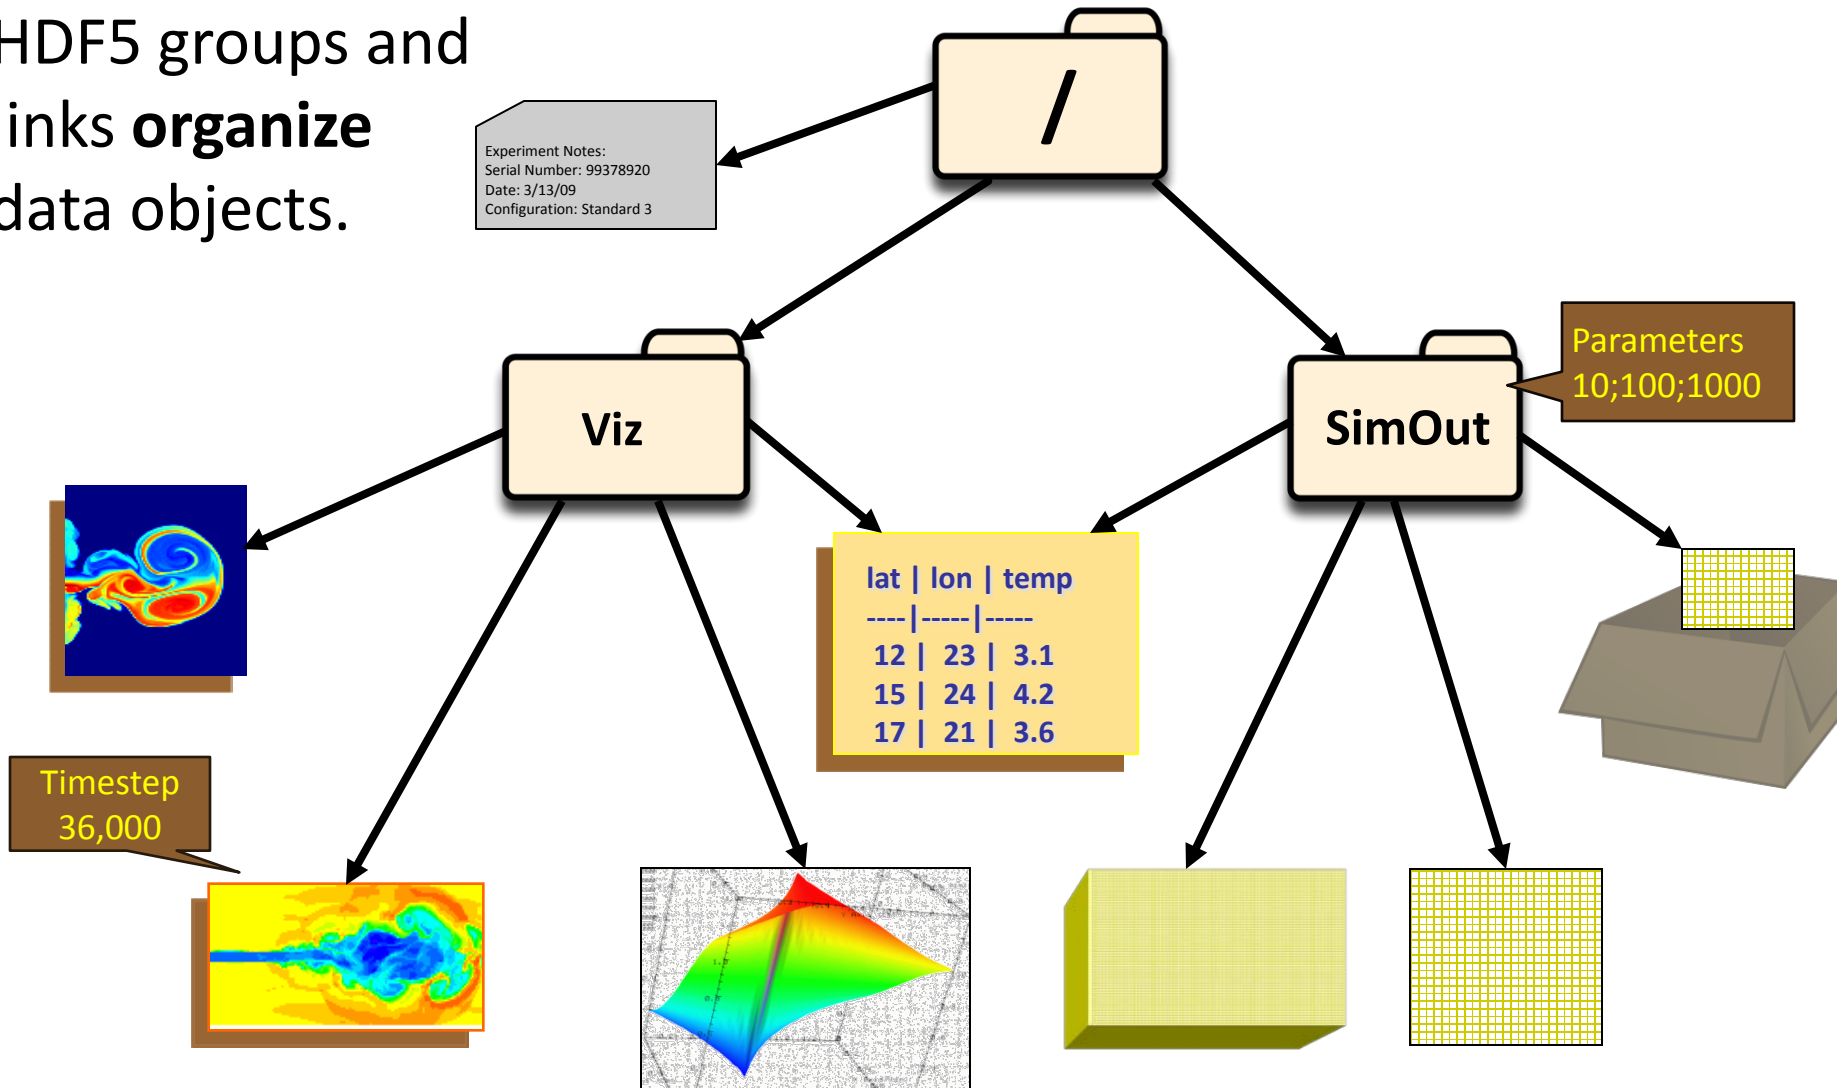 HDF5 groups and
inks organize
data objects.
/
Experiment Notes:
Serial Number: 99378920
Date: 3/13/09
Configuration: Standard 3
Parameters
10;100;1000
Viz
SimOut
lat | lon | temp
----|-----|-----
12 | 23 | 3.1
15 | 24 | 4.2
17 | 21 | 3.6
Timestep
36,000